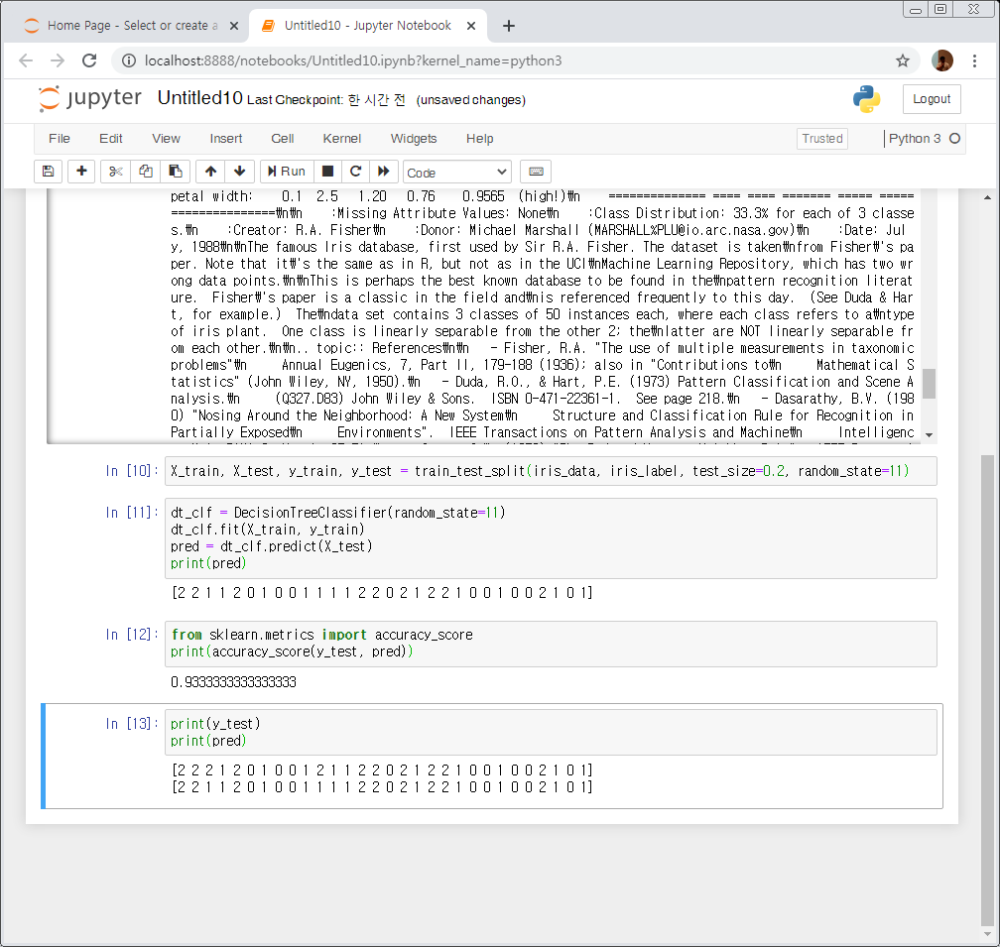 Home Page - Select or create a
Untitled10 - Jupyter Notebook
localhost:8888/notebooks/Untitled10.ipynb?kernel_name=python3
jupyter Untitled10 Last Checkpoint: 한 시간 전 (unsaved changes)
Logout
File Edit View Insert Cell Kernel Widgets Help Trusted Python 3
Run Code
petal width:    0.1  2.5   1.20   0.76    0.9565  (high!)₩n    ============== ==== ==== ======= ===== =====
===============₩n₩n    :Missing Attribute Values: None₩n    :Class Distribution: 33.3% for each of 3 classe
s.₩n    :Creator: R.A. Fisher₩n    :Donor: Michael Marshall (MARSHALL%PLU@io.arc.nasa.gov)₩n    :Date: Jul
y, 1988₩n₩nThe famous Iris database, first used by Sir R.A. Fisher. The dataset is taken₩nfrom Fisher₩'s pa
per. Note that it₩'s the same as in R, but not as in the UCI₩nMachine Learning Repository, which has two wr
ong data points.₩n₩nThis is perhaps the best known database to be found in the₩npattern recognition literat
ure.  Fisher₩'s paper is a classic in the field and₩nis referenced frequently to this day.  (See Duda & Har
t, for example.)  The₩ndata set contains 3 classes of 50 instances each, where each class refers to a₩ntype
of iris plant.  One class is linearly separable from the other 2; the₩nlatter are NOT linearly separable fr
om each other.₩n₩n.. topic:: References₩n₩n   - Fisher, R.A. "The use of multiple measurements in taxonomic
problems"₩n     Annual Eugenics, 7, Part II, 179-188 (1936); also in "Contributions to₩n     Mathematical S
tatistics" (John Wiley, NY, 1950).₩n   - Duda, R.O., & Hart, P.E. (1973) Pattern Classification and Scene A
nalysis.₩n     (Q327.D83) John Wiley & Sons.  ISBN 0-471-22361-1.  See page 218.₩n   - Dasarathy, B.V. (198
0) "Nosing Around the Neighborhood: A New System₩n     Structure and Classification Rule for Recognition in
Partially Exposed₩n     Environments".  IEEE Transactions on Pattern Analysis and Machine₩n     Intelligenc
In [10]: X_train, X_test, y_train, y_test = train_test_split(iris_data, iris_label, test_size=0.2, random_state=11)
In [11]: dt_clf = DecisionTreeClassifier(random_state=11)
dt_clf.fit(X_train, y_train)
pred = dt_clf.predict(X_test)
print(pred)
[2 2 1 1 2 0 1 0 0 1 1 1 1 2 2 0 2 1 2 2 1 0 0 1 0 0 2 1 0 1]
In [12]: from sklearn.metrics import accuracy_score
print(accuracy_score(y_test, pred))
0.9333333333333333
In [13]: print(y_test)
print(pred)
[2 2 2 1 2 0 1 0 0 1 2 1 1 2 2 0 2 1 2 2 1 0 0 1 0 0 2 1 0 1]
[2 2 1 1 2 0 1 0 0 1 1 1 1 2 2 0 2 1 2 2 1 0 0 1 0 0 2 1 0 1]